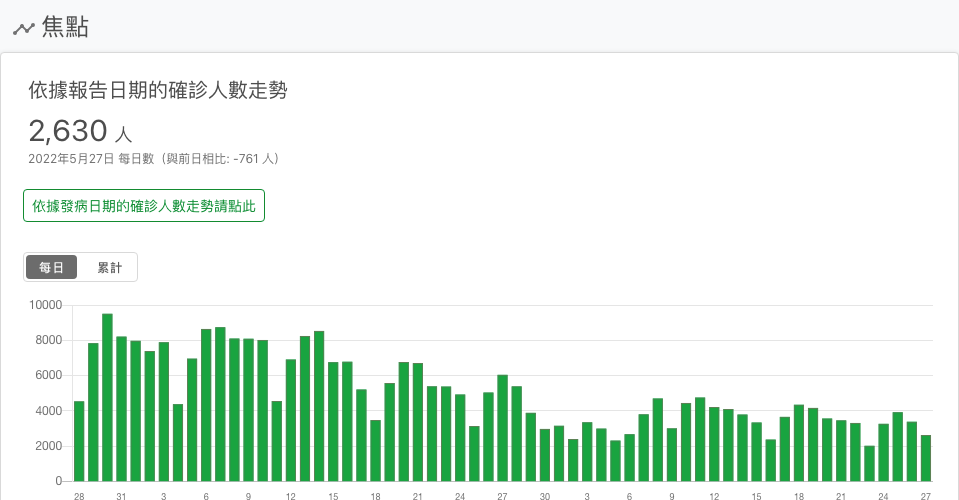 焦點
依據報告日期的確診人數走勢
2,630 人
2022年5月27日 每日數（與前日相比: -761 人）
依據發病日期的確診人數走勢請點此
每日 累計
10000
8000
6000
4000
2000
0
28 31 3 6 9 12 15 18 21 24 27 30 3 6 9 12 15 18 21 24 27